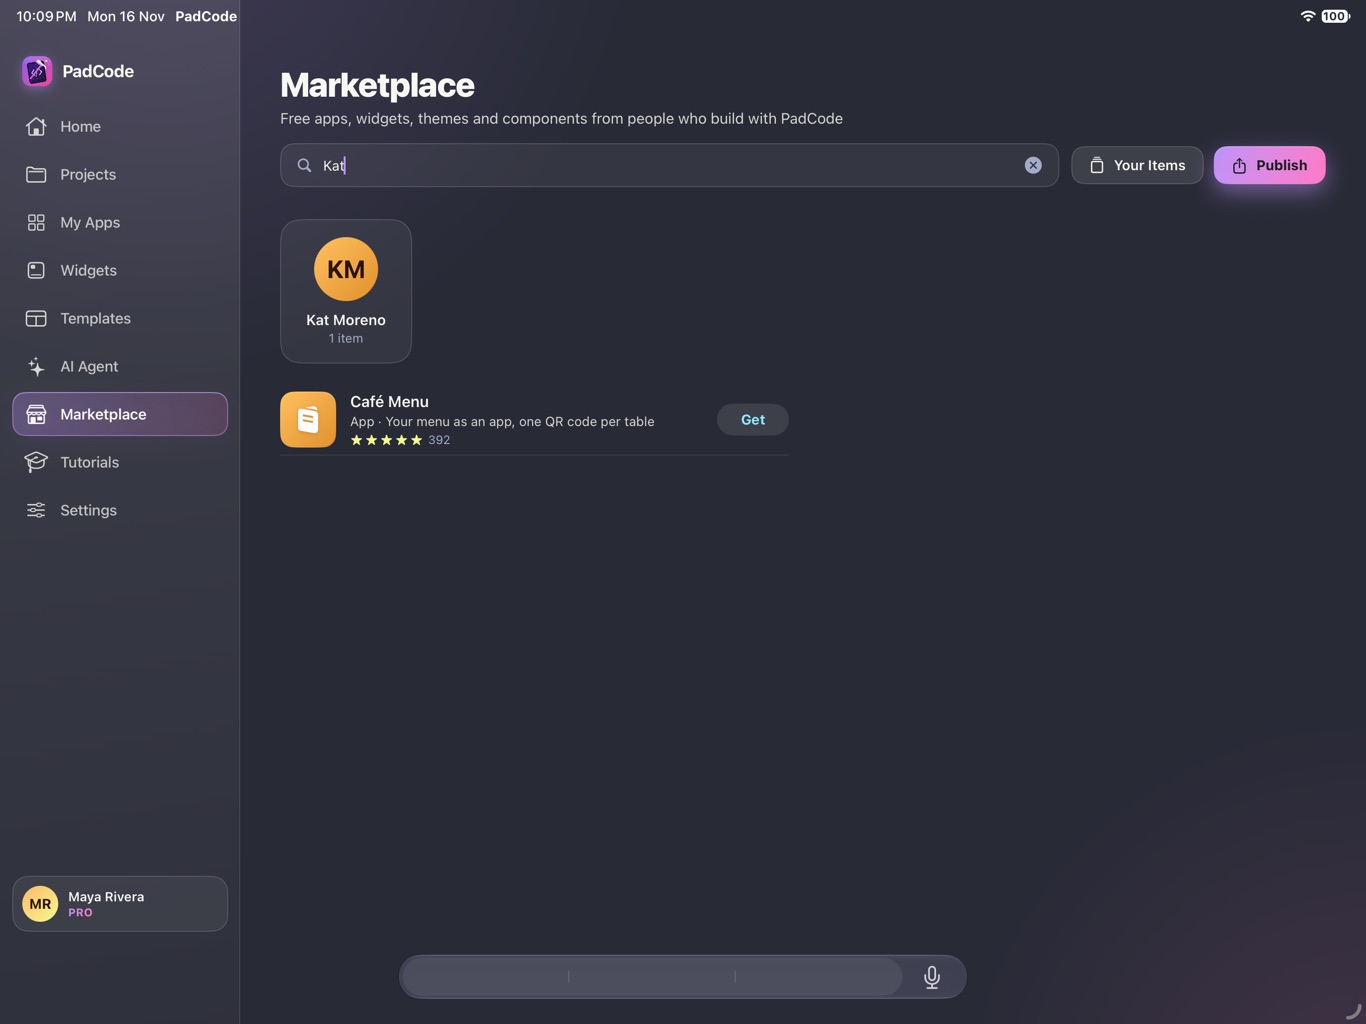 10:09 PM Mon 16 Nov PadCode
100
PadCode
Home
Projects
My Apps
Widgets
Templates
AI Agent
Marketplace
Tutorials
Settings
MR
Maya Rivera
PRO
Marketplace
Free apps, widgets, themes and components from people who build with PadCode
Kat
Your Items
Publish
KM
Kat Moreno
1 item
Café Menu
App · Your menu as an app, one QR code per table
★★★★★ 392
Get